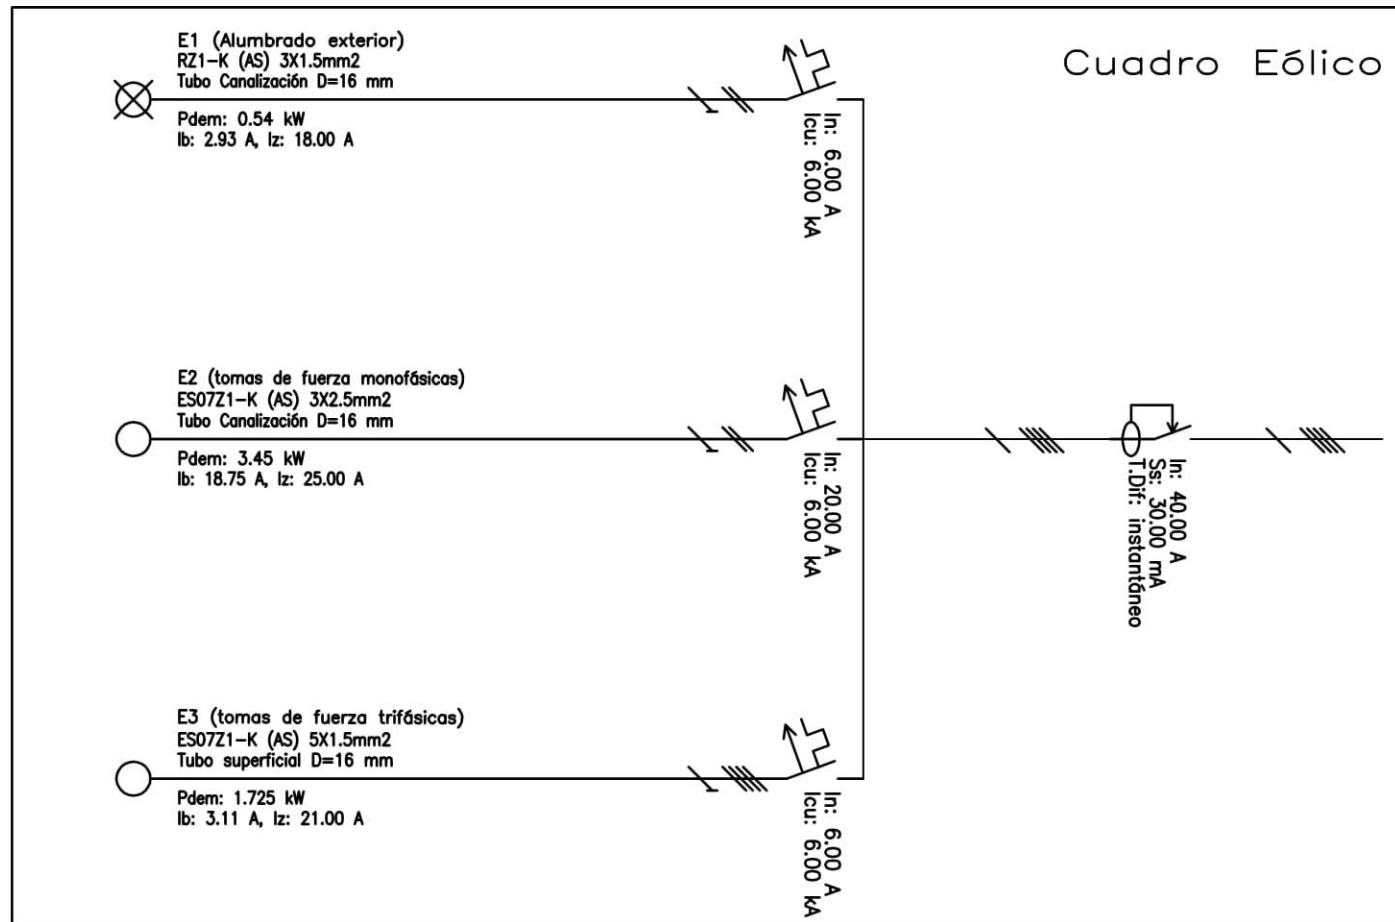 Cuadro Eólico
E1 (Alumbrado exterior)
RZ1-K (AS) 3X1.5mm2
Tubo Canalización D=16 mm
Pdem: 0.54 kW
Ib: 2.93 A, Iz: 18.00 A
In: 6.00 A
Icu: 6.00 kA
E2 (tomas de fuerza monofásicas)
ES07Z1-K (AS) 3X2.5mm2
Tubo Canalización D=16 mm
Pdem: 3.45 kW
Ib: 18.75 A, Iz: 25.00 A
In: 20.00 A
Icu: 6.00 kA
In: 40.00 A
Ss: 30.00 mA
T.Dif: instantáneo
E3 (tomas de fuerza trifásicas)
ES07Z1-K (AS) 5X1.5mm2
Tubo superficial D=16 mm
Pdem: 1.725 kW
Ib: 3.11 A, Iz: 21.00 A
In: 6.00 A
Icu: 6.00 kA